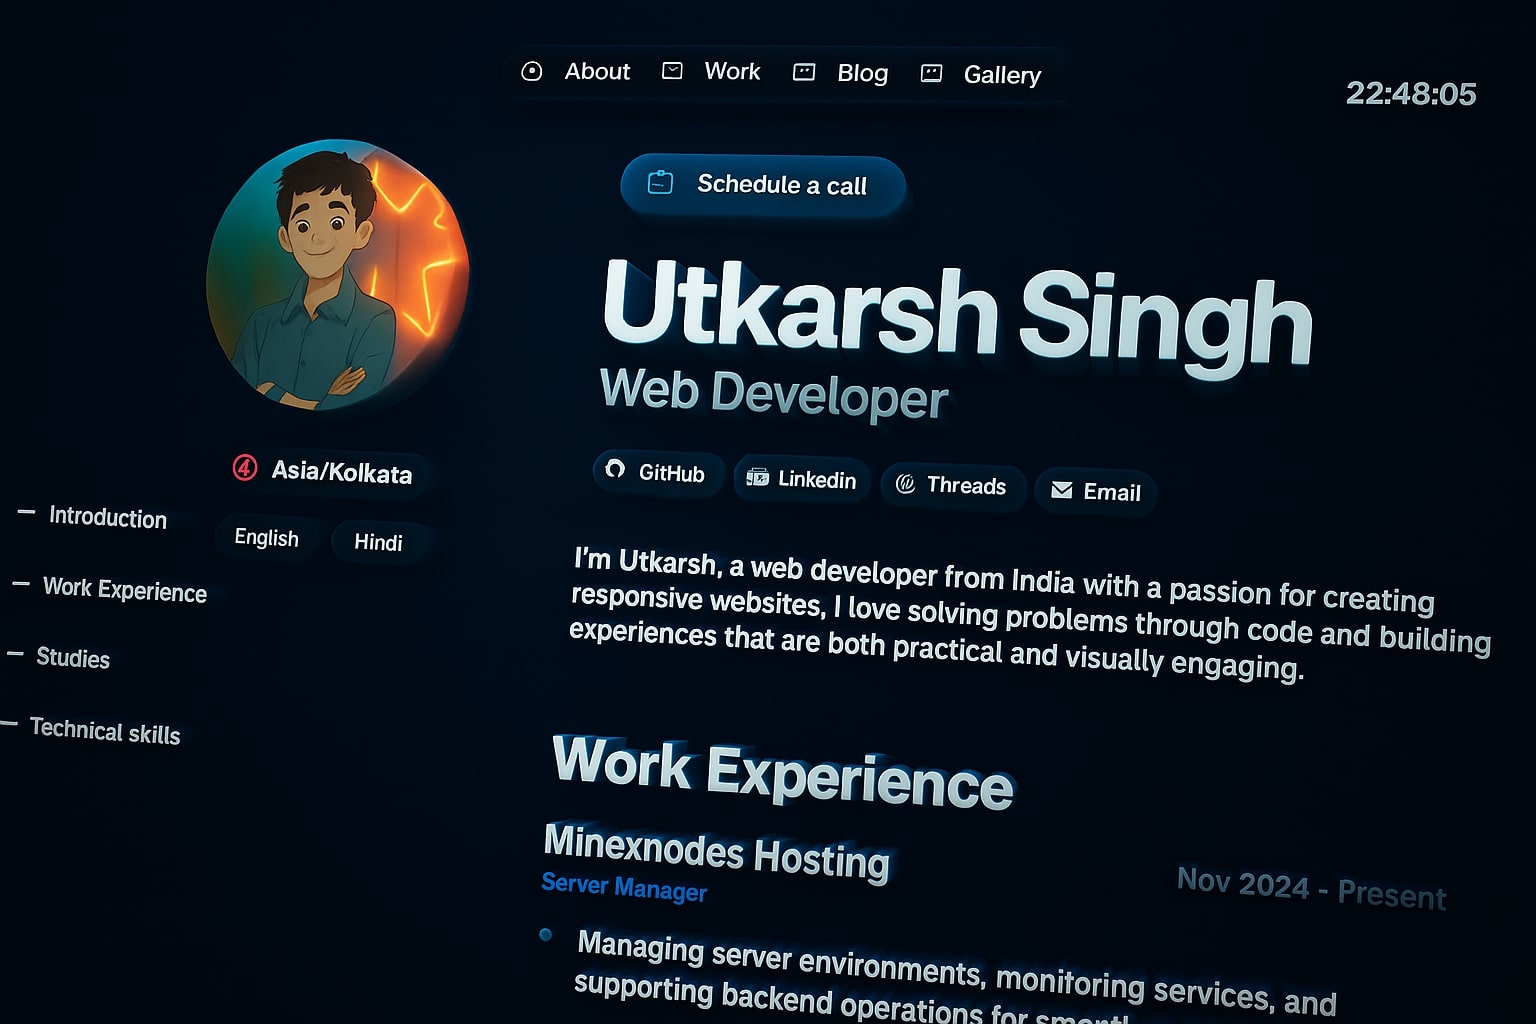 About Work Blog Gallery
22:48:05
Schedule a call
Utkarsh Singh
Web Developer
GitHub Linkedin Threads Email
Asia/Kolkata
English Hindi
Introduction
Work Experience
Studies
Technical skills
I'm Utkarsh, a web developer from India with a passion for creating
responsive websites, I love solving problems through code and building
experiences that are both practical and visually engaging.
Work Experience
Minexnodes Hosting
Nov 2024 - Present
Server Manager
Managing server environments, monitoring services, and
supporting backend operations for